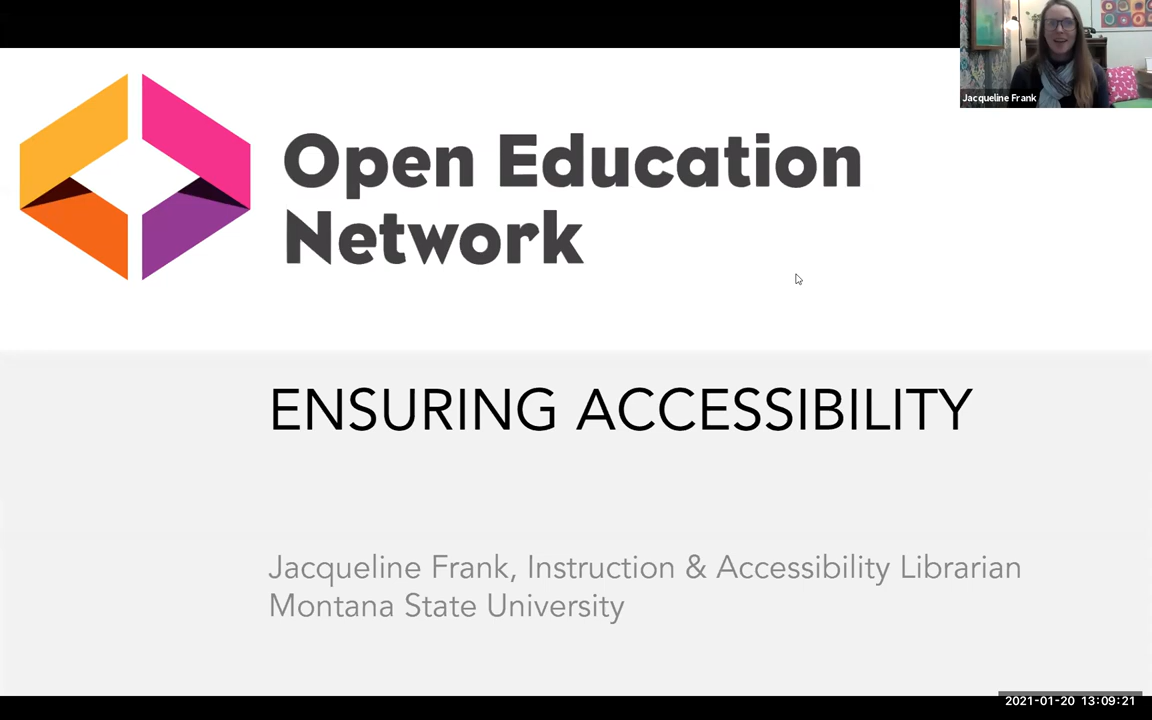 Jacqueline Frank
Open Education
Network
ENSURING ACCESSIBILITY
Jacqueline Frank, Instruction & Accessibility Librarian
Montana State University
2021-01-20 13:09:21